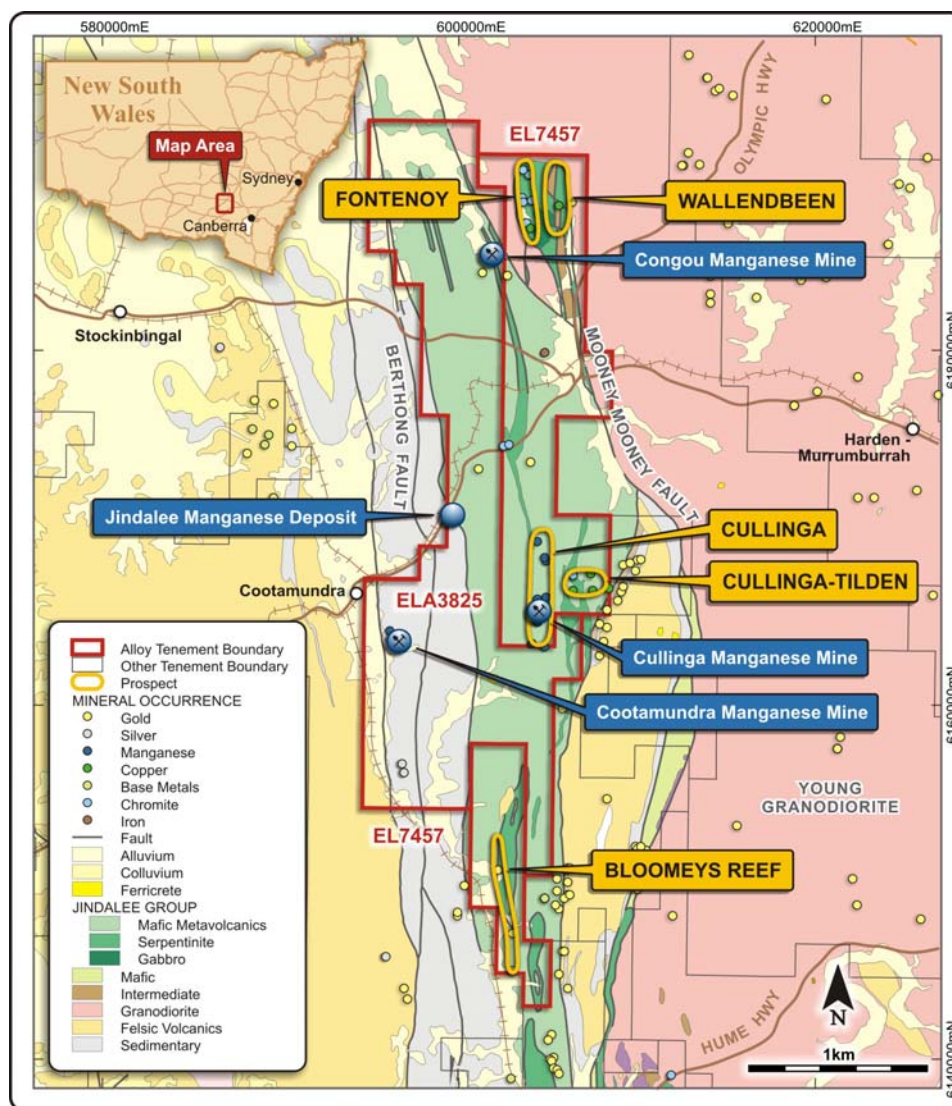 580000mE
600000mE
620000mE
New South
Wales
Map Area
Sydney
Canberra
EL7457
OLYMPIC HWY
FONTENOY
WALLENDBEEN
Congou Manganese Mine
Stockinbingal
BERTHONG FAULT
MOONEY MOONEY FAULT
6180000mN
Harden -
Murrumburrah
Jindalee Manganese Deposit
CULLINGA
CULLINGA-TILDEN
Cootamundra
ELA3825
Cullinga Manganese Mine
Cootamundra Manganese Mine
6160000mN
YOUNG
GRANODIORITE
EL7457
BLOOMEYS REEF
Alloy Tenement Boundary
Other Tenement Boundary
Prospect
MINERAL OCCURRENCE
Gold
Silver
Manganese
Copper
Base Metals
Chromite
Iron
Fault
Alluvium
Colluvium
Ferricrete
JINDALEE GROUP
Mafic Metavolcanics
Serpentinite
Gabbro
Mafic
Intermediate
Granodiorite
Felsic Volcanics
Sedimentary
N
HUME HWY
1km
6140000mN